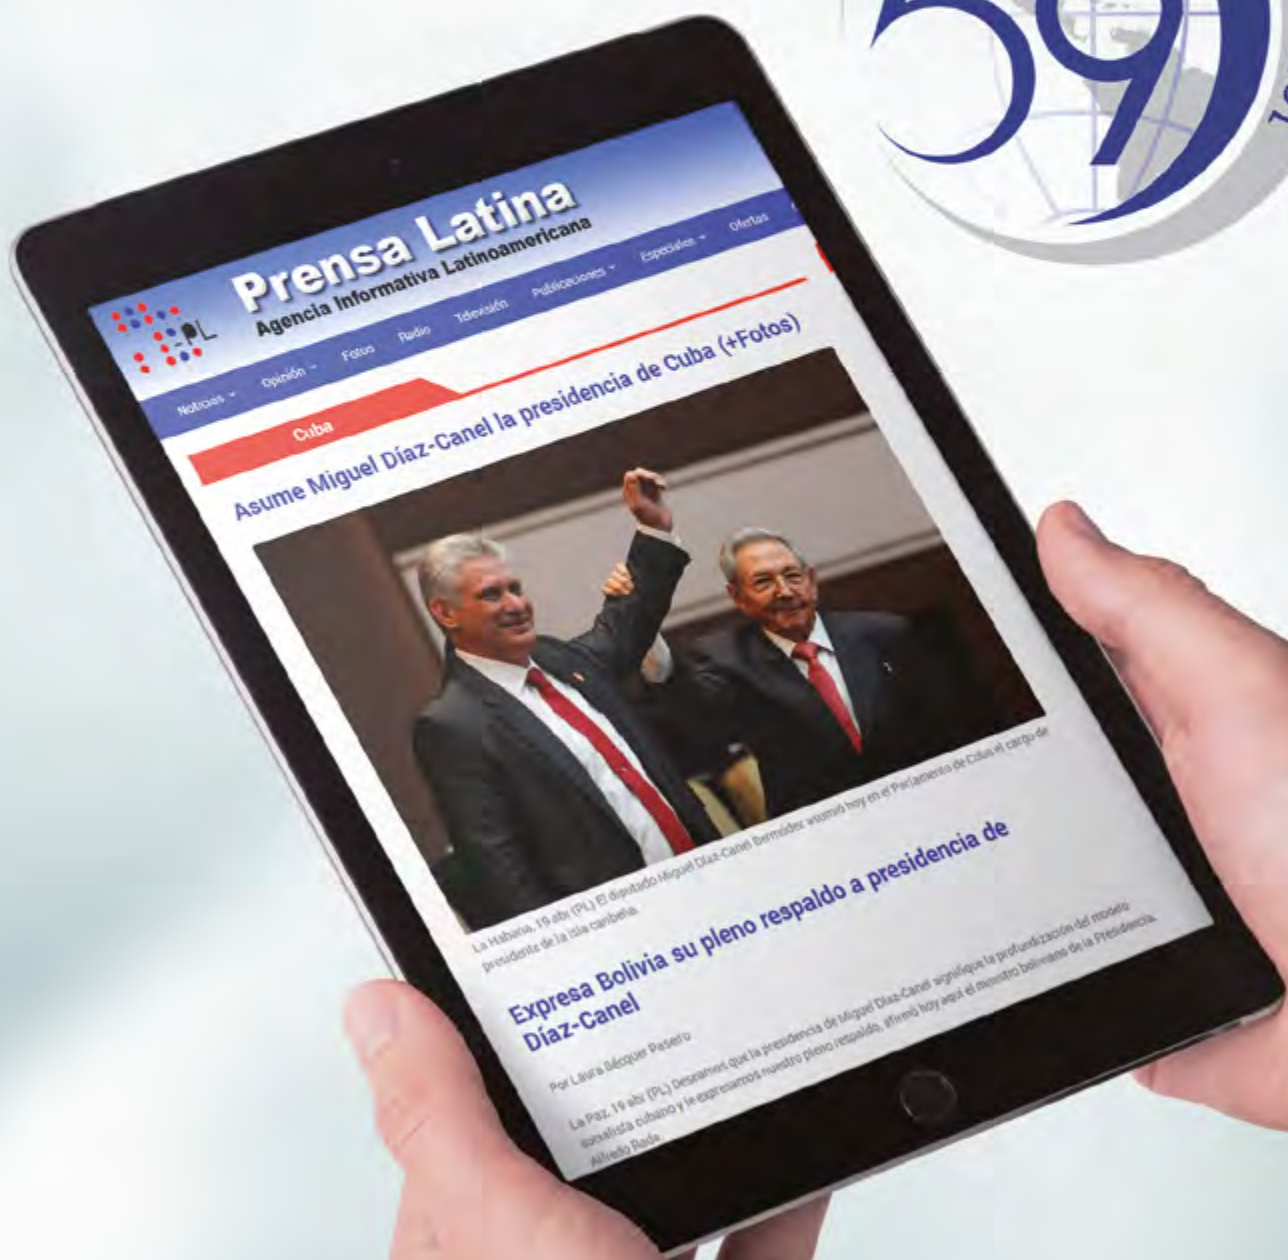 59
Prensa Latina
Agencia Informativa Latinoamericana
PL
Noticias Opinión Fotos Radio Televisión Publicaciones Especiales Ofertas
Cuba
Asume Miguel Díaz-Canel la presidencia de Cuba (+Fotos)
La Habana, 19 abr (PL) El diputado Miguel Díaz-Canel Bermúdez asumió hoy en el Parlamento de Cuba el cargo de
presidente de la isla caribeña.
Expresa Bolivia su pleno respaldo a presidencia de
Díaz-Canel
Por Laura Bécquer Pasero
La Paz, 19 abr (PL) Deseamos que la presidencia de Miguel Díaz-Canel signifique la profundización del modelo
socialista cubano y le expresamos nuestro pleno respaldo, afirmó hoy aquí el ministro boliviano de la Presidencia,
Alfredo Rada.